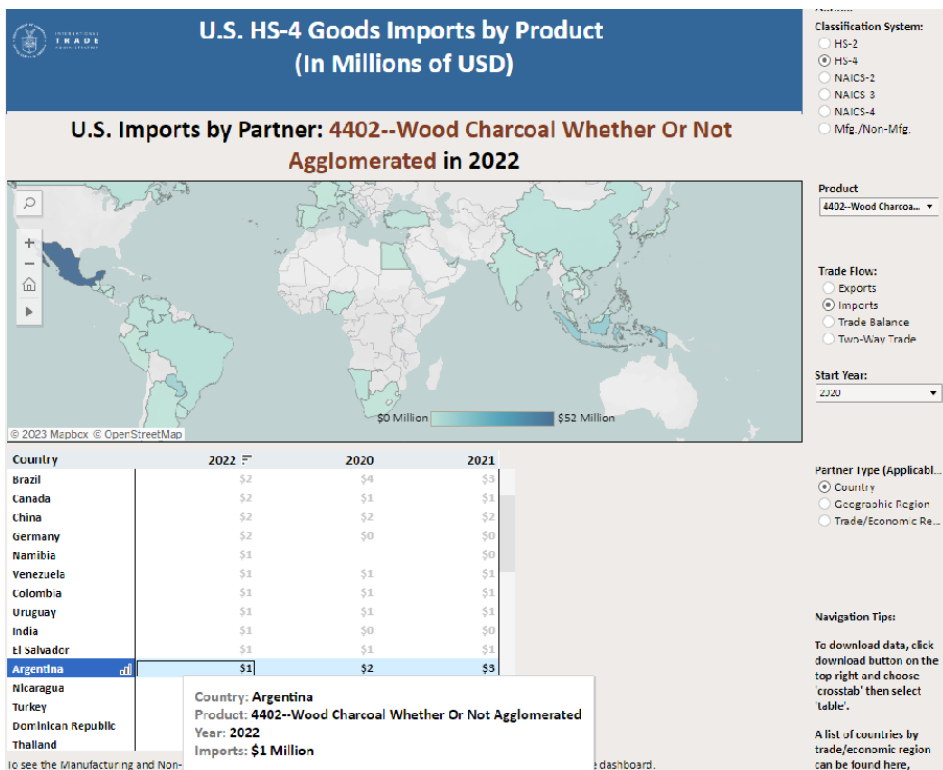 INTERNATIONAL
TRADE
ADMINISTRATION
U.S. HS-4 Goods Imports by Product
(In Millions of USD)
U.S. Imports by Partner: 4402--Wood Charcoal Whether Or Not
Agglomerated in 2022
$0 Million $52 Million
© 2023 Mapbox © OpenStreetMap
Country 2022 2020 2021
Brazil $2 $4 $3
Canada $2 $1 $1
China $2 $2 $2
Germany $2 $0 $0
Namibia $1 $0
Venezuela $1 $1 $1
Colombia $1 $1 $1
Uruguay $1 $1 $1
India $1 $0 $0
El Salvador $1 $1 $1
Argentina $1 $2 $3
Nicaragua
Turkey
Dominican Republic
Thailand
Country: Argentina
Product: 4402--Wood Charcoal Whether Or Not Agglomerated
Year: 2022
Imports: $1 Million
To see the Manufacturing and Non- e dashboard.
Classification System:
HS-2
HS-4
NAICS-2
NAICS-3
NAICS-4
Mfg./Non-Mfg.
Product
4402--Wood Charcoa...
Trade Flow:
Exports
Imports
Trade Balance
Two-Way Trade
Start Year:
2020
Partner Type (Applicabl...
Country
Geographic Region
Trade/Economic Re...
Navigation Tips:
To download data, click
download button on the
top right and choose
'crosstab' then select
'table'.
A list of countries by
trade/economic region
can be found here,